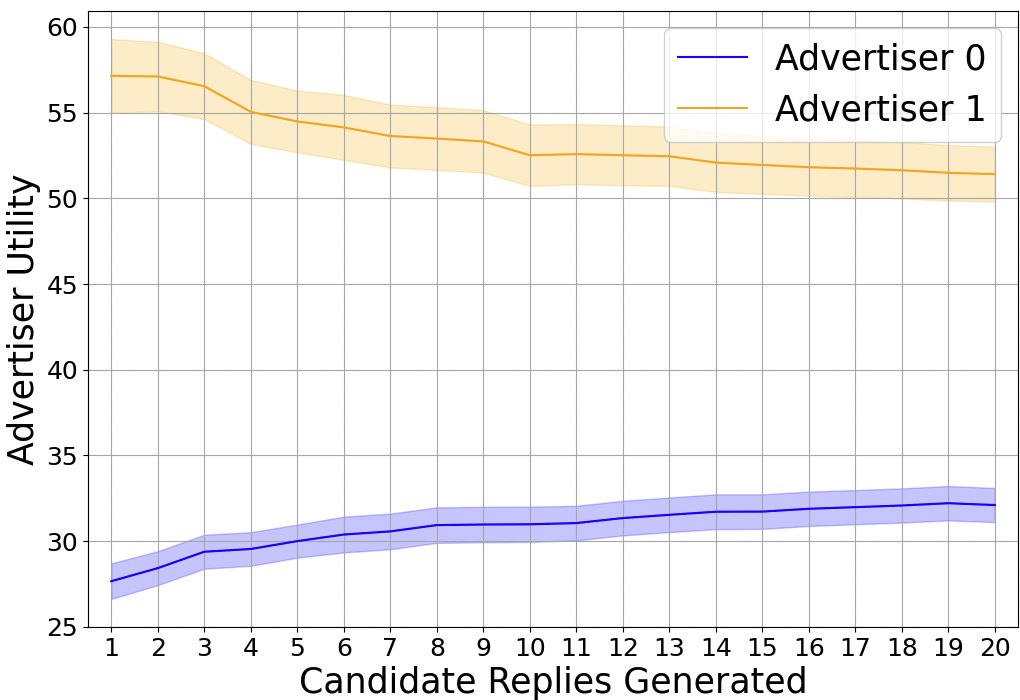 60
55
50
45
40
35
30
25
Advertiser Utility
Advertiser 0
Advertiser 1
1 2 3 4 5 6 7 8 9 10 11 12 13 14 15 16 17 18 19 20
Candidate Replies Generated